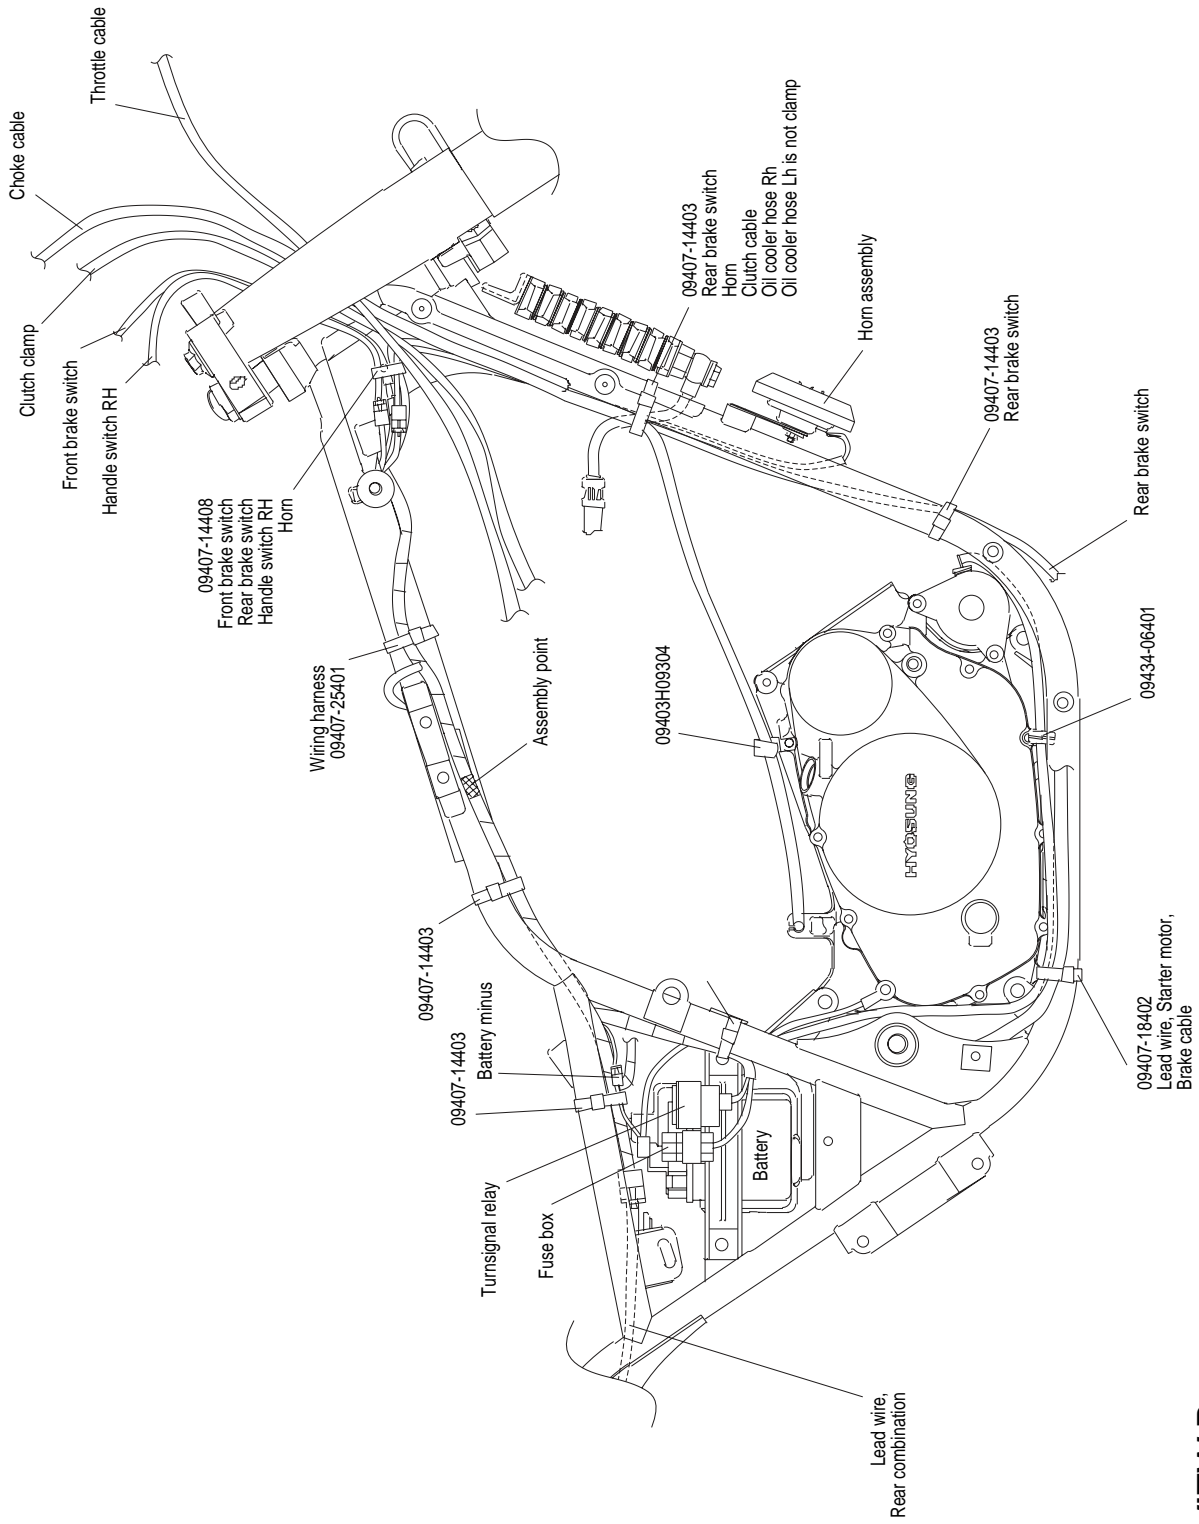 Choke cable
Throttle cable
Clutch clamp
Front brake switch
Handle switch RH
09407-14408
Front brake switch
Rear brake switch
Handle switch RH
Horn
Wiring harness
09407-25401
Assembly point
09407-14403
09407-14403
Battery minus
Turnsignal relay
Fuse box
Battery
Lead wire,
Rear combination
09407-14403
Rear brake switch
Horn
Clutch cable
Oil cooler hose Rh
Oil cooler hose Lh is not clamp
Horn assembly
09407-14403
Rear brake switch
Rear brake switch
09403H09304
HYOSUNG
09434-06401
09407-18402
Lead wire, Starter motor,
Brake cable